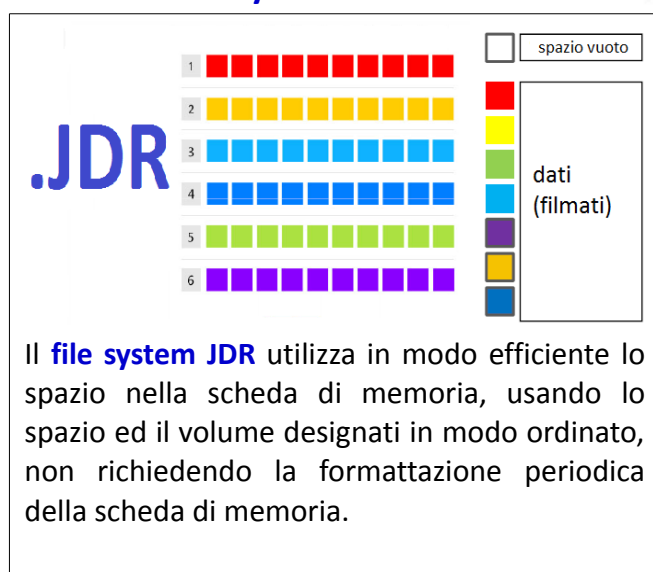 .JDR
1
2
3
4
5
6
spazio vuoto
dati
(filmati)
Il file system JDR utilizza in modo efficiente lo
spazio nella scheda di memoria, usando lo
spazio ed il volume designati in modo ordinato,
non richiedendo la formattazione periodica
della scheda di memoria.